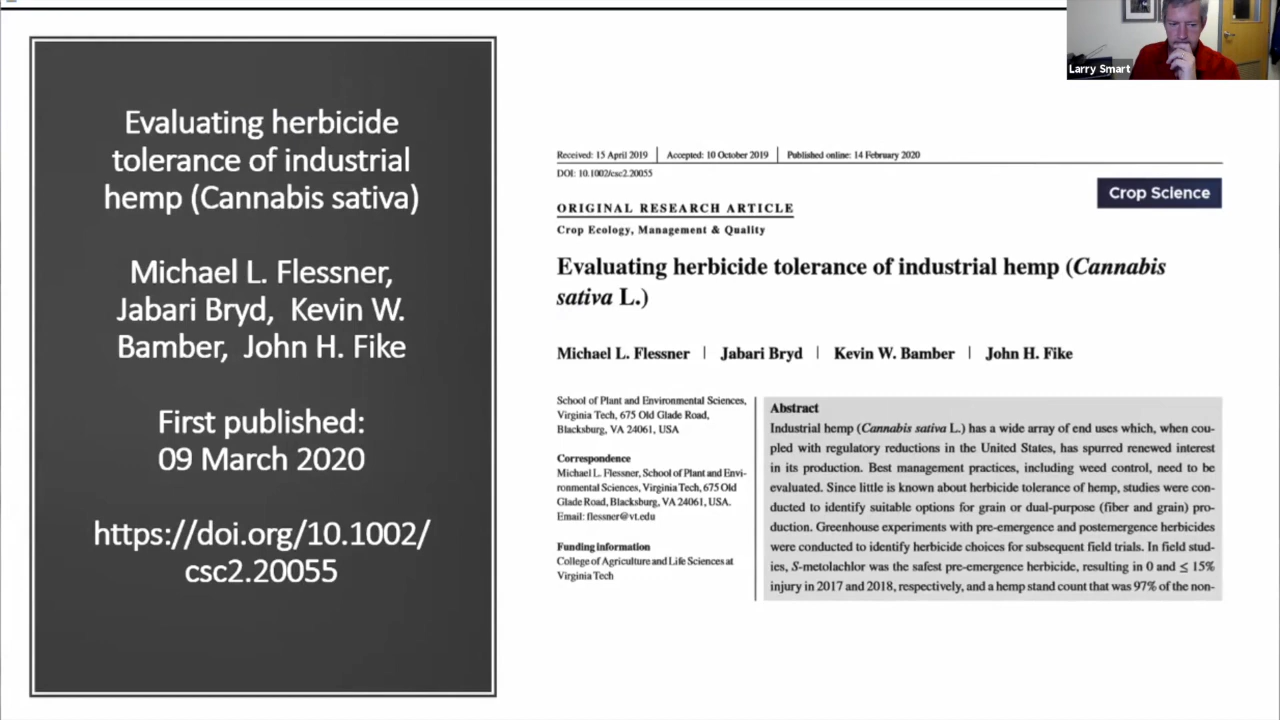 Evaluating herbicide
tolerance of industrial
hemp (Cannabis sativa)
Michael L. Flessner,
Jabari Bryd, Kevin W.
Bamber, John H. Fike
First published:
09 March 2020
https://doi.org/10.1002/
csc2.20055
Larry Smart
Received: 15 April 2019 | Accepted: 10 October 2019 | Published online: 14 February 2020
DOI: 10.1002/csc2.20055
Crop Science
ORIGINAL RESEARCH ARTICLE
Crop Ecology, Management & Quality
Evaluating herbicide tolerance of industrial hemp (Cannabis
sativa L.)
Michael L. Flessner | Jabari Bryd | Kevin W. Bamber | John H. Fike
School of Plant and Environmental Sciences,
Virginia Tech, 675 Old Glade Road,
Blacksburg, VA 24061, USA
Correspondence
Michael L. Flessner, School of Plant and Envi-
ronmental Sciences, Virginia Tech, 675 Old
Glade Road, Blacksburg, VA 24061, USA.
Email: flessner@vt.edu
Funding information
College of Agriculture and Life Sciences at
Virginia Tech
Abstract
Industrial hemp (Cannabis sativa L.) has a wide array of end uses which, when cou-
pled with regulatory reductions in the United States, has spurred renewed interest
in its production. Best management practices, including weed control, need to be
evaluated. Since little is known about herbicide tolerance of hemp, studies were con-
ducted to identify suitable options for grain or dual-purpose (fiber and grain) pro-
duction. Greenhouse experiments with pre-emergence and postemergence herbicides
were conducted to identify herbicide choices for subsequent field trials. In field stud-
ies, S-metolachlor was the safest pre-emergence herbicide, resulting in 0 and ≤ 15%
injury in 2017 and 2018, respectively, and a hemp stand count that was 97% of the non-